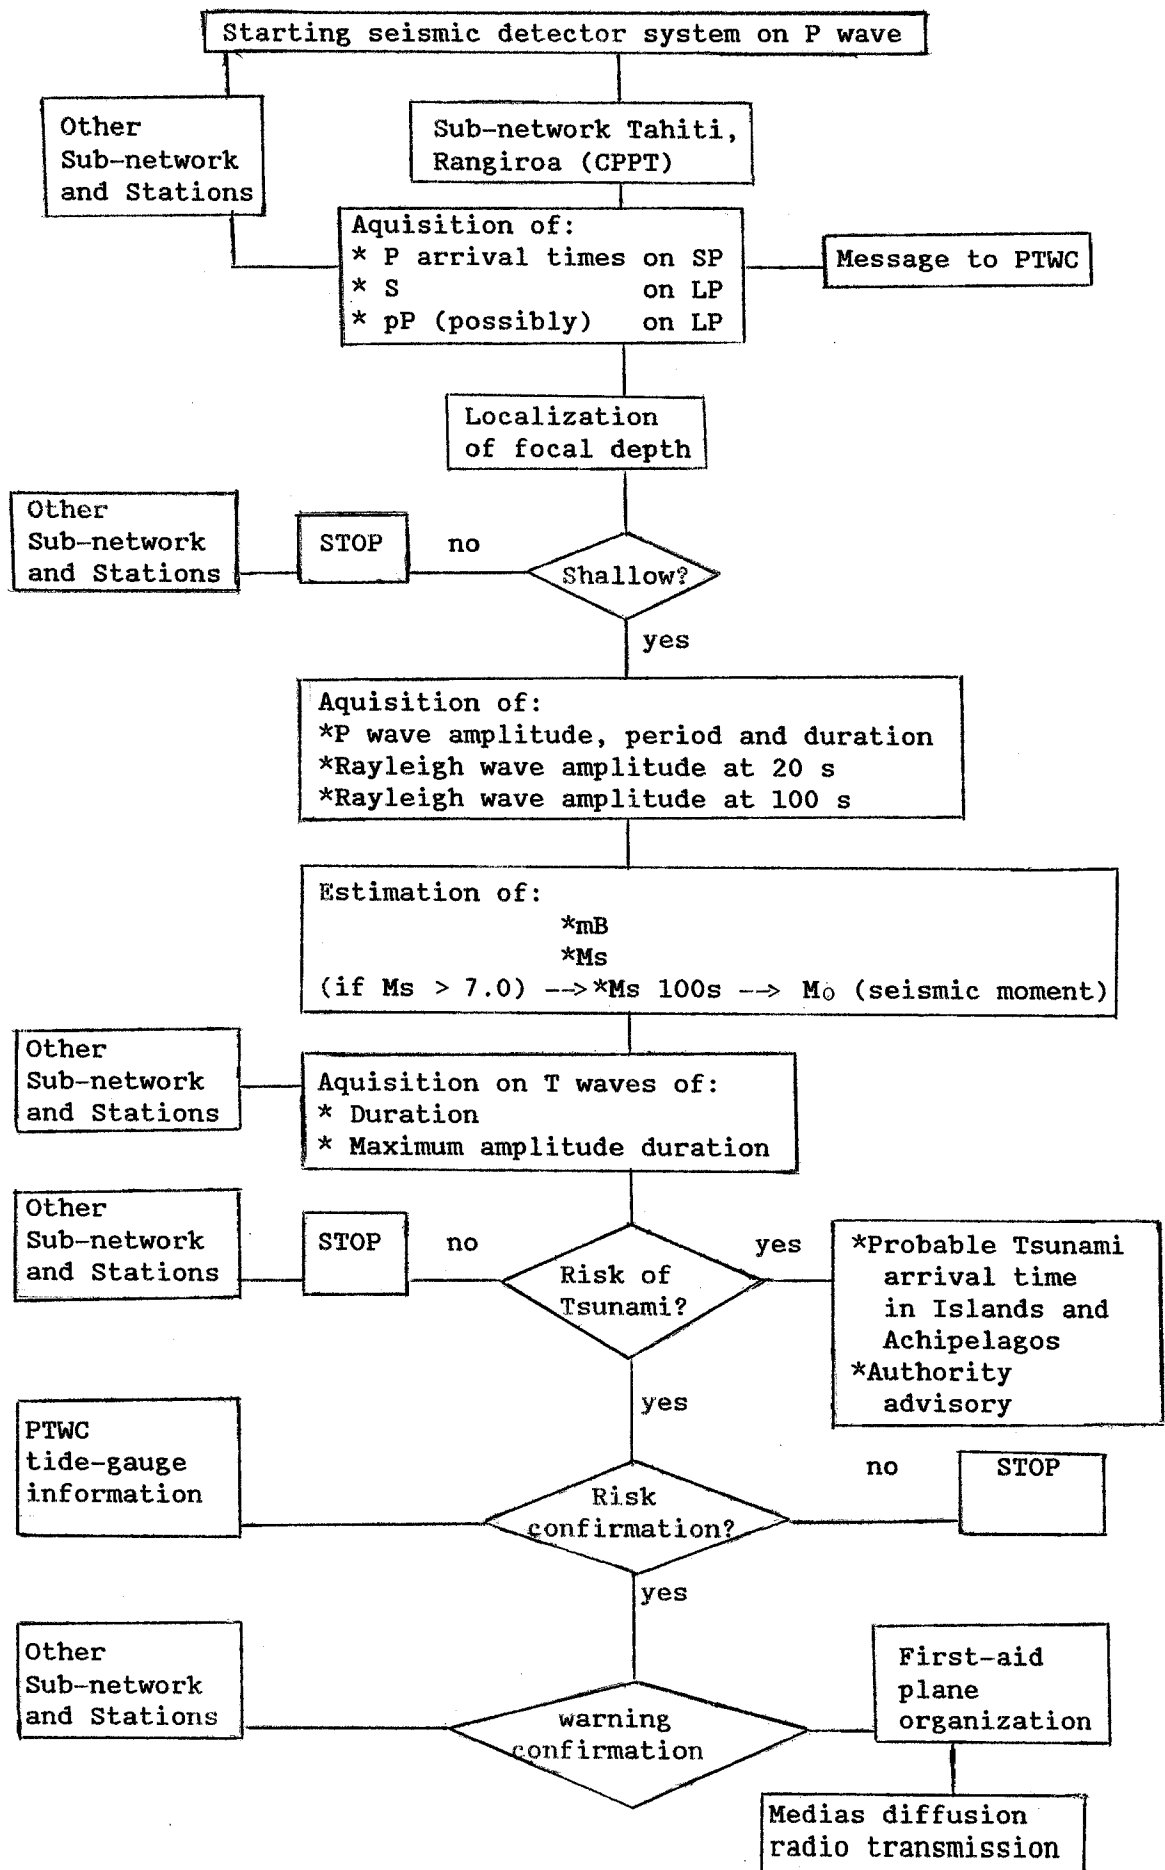 Starting seismic detector system on P wave
Other
Sub-network
and Stations
Sub-network Tahiti,
Rangiroa (CPPT)
Aquisition of:
* P arrival times on SP
* S on LP
* pP (possibly) on LP
Message to PTWC
Localization
of focal depth
Other
Sub-network
and Stations
STOP
no
Shallow?
yes
Aquisition of:
*P wave amplitude, period and duration
*Rayleigh wave amplitude at 20 s
*Rayleigh wave amplitude at 100 s
Estimation of:
*mB
*Ms
(if Ms > 7.0) --> *Ms 100s --> Mo (seismic moment)
Other
Sub-network
and Stations
Aquisition on T waves of:
* Duration
* Maximum amplitude duration
Other
Sub-network
and Stations
STOP
no
Risk of
Tsunami?
yes
*Probable Tsunami
arrival time
in Islands and
Achipelagos
*Authority
advisory
yes
PTWC
tide-gauge
information
Risk
confirmation?
no
STOP
yes
Other
Sub-network
and Stations
warning
confirmation
First-aid
plane
organization
Medias diffusion
radio transmission